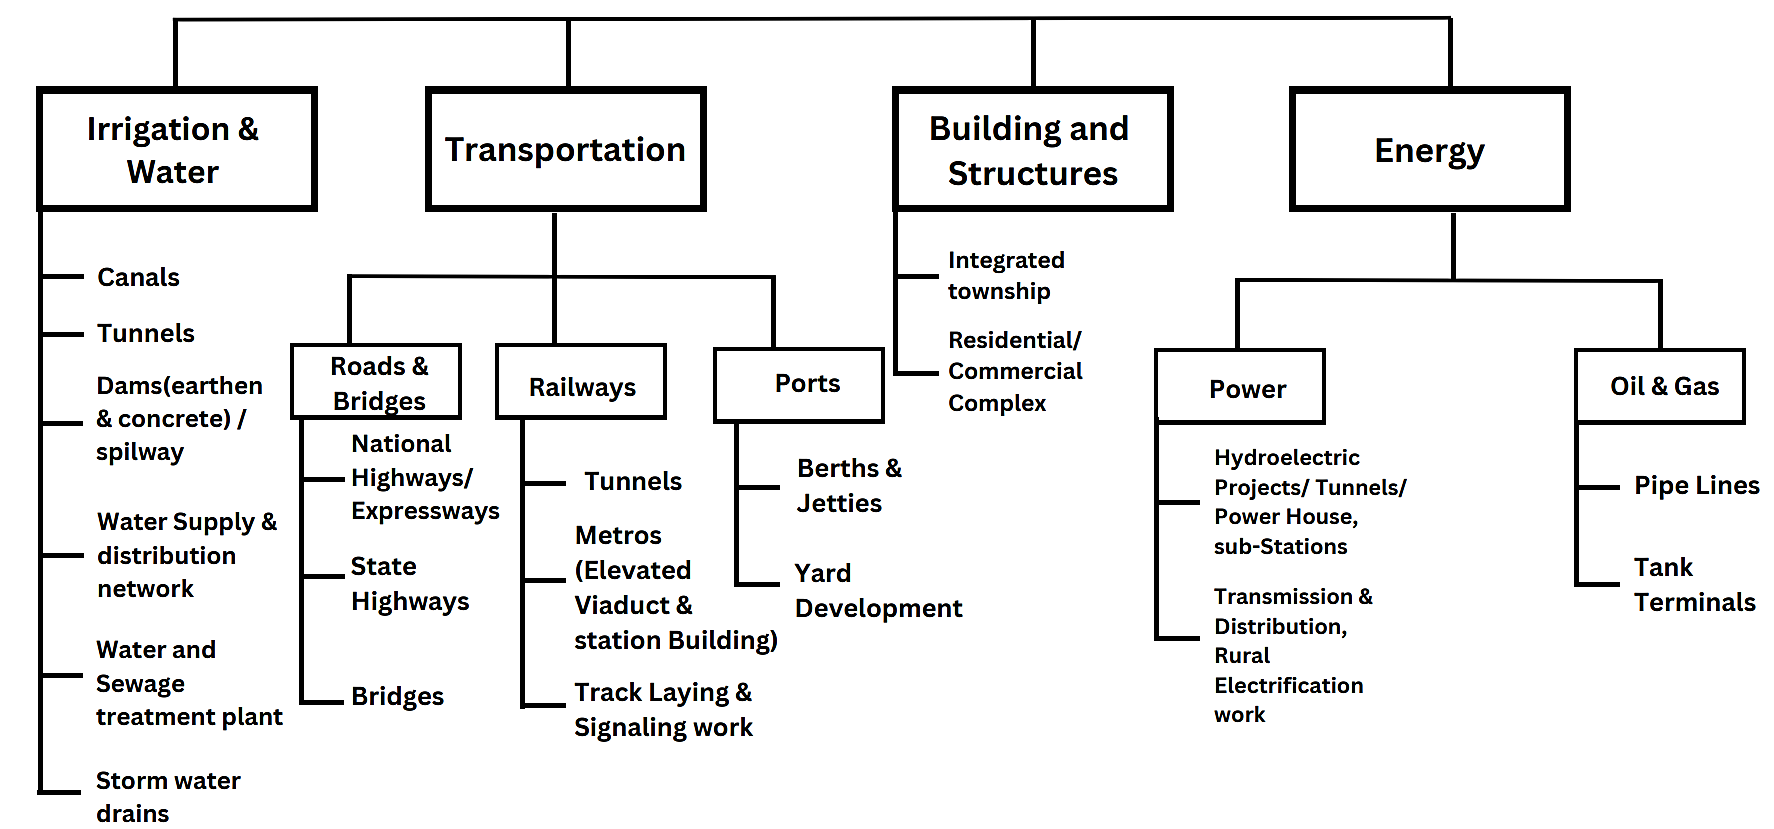 Irrigation &
Water
Transportation
Building and
Structures
Energy
Canals
Tunnels
Dams(earthen
& concrete) /
spilway
Water Supply &
distribution
network
Water and
Sewage
treatment plant
Storm water
drains
Roads &
Bridges
National
Highways/
Expressways
State
Highways
Bridges
Railways
Tunnels
Metros
(Elevated
Viaduct &
station Building)
Track Laying &
Signaling work
Ports
Berths &
Jetties
Yard
Development
Integrated
township
Residential/
Commercial
Complex
Power
Hydroelectric
Projects/ Tunnels/
Power House,
sub-Stations
Transmission &
Distribution,
Rural
Electrification
work
Oil & Gas
Pipe Lines
Tank
Terminals